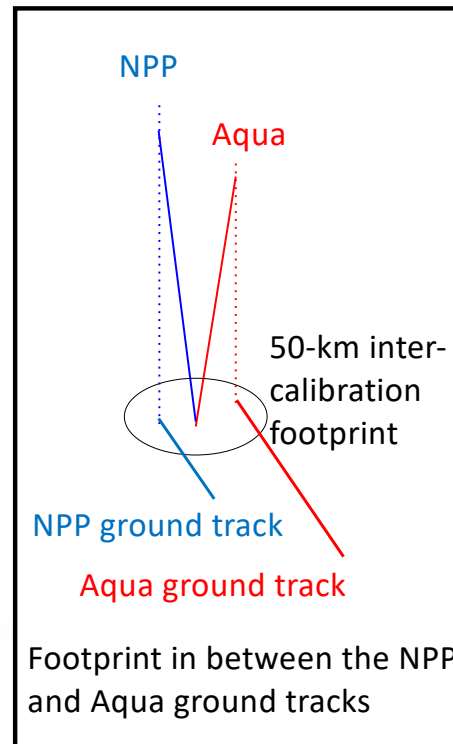 NPP
Aqua
50-km inter-
calibration
footprint
NPP ground track
Aqua ground track
Footprint in between the NPP
and Aqua ground tracks